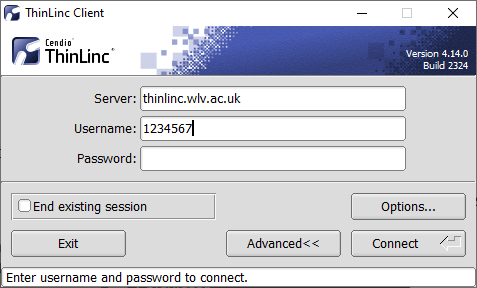 ThinLinc Client
Cendio®
ThinLinc®
Version 4.14.0
Build 2324
Server: thinlinc.wlv.ac.uk
Username: 1234567
Password:
End existing session
Options...
Exit
Advanced<<
Connect
Enter username and password to connect.